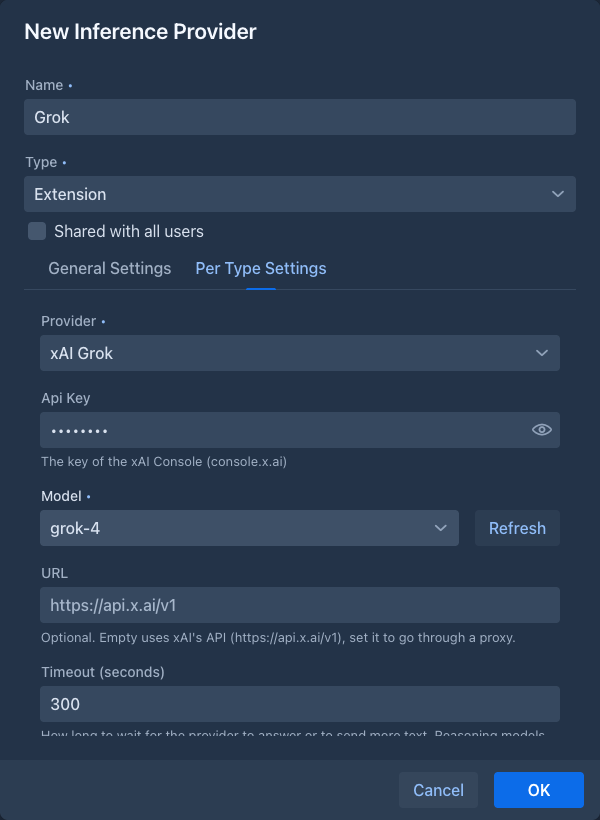 New Inference Provider
Name •
Grok
Type •
Extension
Shared with all users
General Settings Per Type Settings
Provider •
xAI Grok
Api Key
••••••••
The key of the xAI Console (console.x.ai)
Model •
grok-4
Refresh
URL
https://api.x.ai/v1
Optional. Empty uses xAI's API (https://api.x.ai/v1), set it to go through a proxy.
Timeout (seconds)
300
How long to wait for the provider to answer or to send more text. Reasoning models
Cancel OK